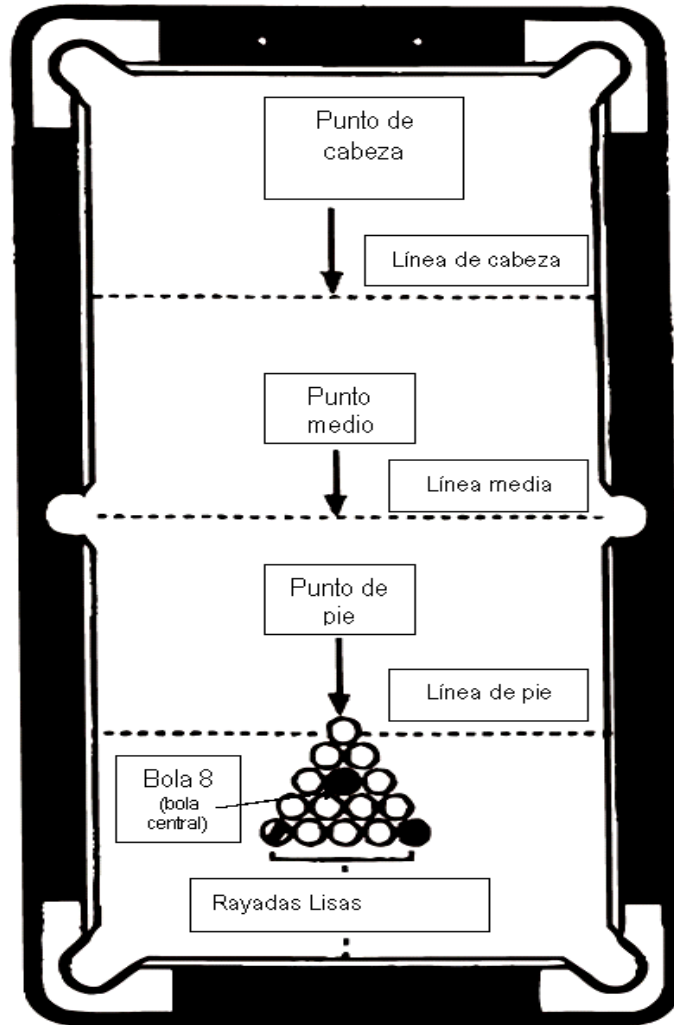 Punto de
cabeza
Línea de cabeza
Punto
medio
Línea media
Punto de
pie
Línea de pie
Bola 8
(bola
central)
Rayadas Lisas